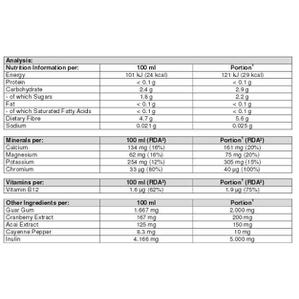 Analysis:
Nutrition Information per: 100 ml Portion¹
Energy 101 kJ (24 kcal) 121 kJ (29 kcal)
Protein < 0.1 g < 0.1 g
Carbohydrate 2.4 g 2.9 g
- of which Sugars 1.8 g 2.2 g
Fat < 0.1 g < 0.1 g
- of which Saturated Fatty Acids < 0.1 g < 0.1 g
Dietary Fibre 4.7 g 5.6 g
Sodium 0.021 g 0.025 g
Minerals per: 100 ml (RDA²) Portion¹ (RDA²)
Calcium 134 mg (16%) 161 mg (20%)
Magnesium 62 mg (16%) 75 mg (20%)
Potassium 254 mg (12%) 305 mg (15%)
Chromium 33 µg (80%) 40 µg (100%)
Vitamins per: 100 ml (RDA²) Portion¹ (RDA²)
Vitamin B12 1.6 µg (62%) 1.9 µg (75%)
Other Ingredients per: 100 ml Portion¹
Guar Gum 1.667 mg 2.000 mg
Cranberry Extract 167 mg 200 mg
Acai Extract 125 mg 150 mg
Cayenne Pepper 8.3 mg 10 mg
Inulin 4.166 mg 5.000 mg